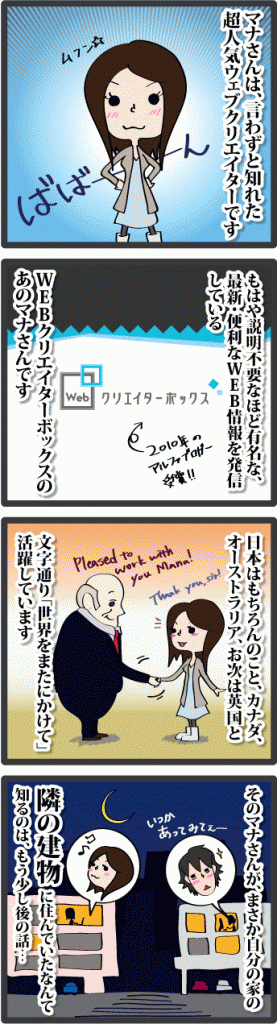 マナさんは、言わずと知れた
超人気ウェブクリエイターです
ムフン☆
ばばーん
もはや説明不要なほど有名な、
最新・便利なWEB情報を発信
している
Web クリエイターボックス
2010年の
アルファブロガー
受賞!!
WEBクリエイターボックスの
あのマナさんです
日本はもちろんのこと、カナダ、
オーストラリア、お次は英国と
Pleased to
work with
you Mana!
Thank you, sir!
文字通り「世界をまたにかけて」
活躍しています
そのマナさんが、まさか自分の家の
いつか
あってみてぇー
隣の建物に住んでいたなんて
知るのは、もう少し後の話…